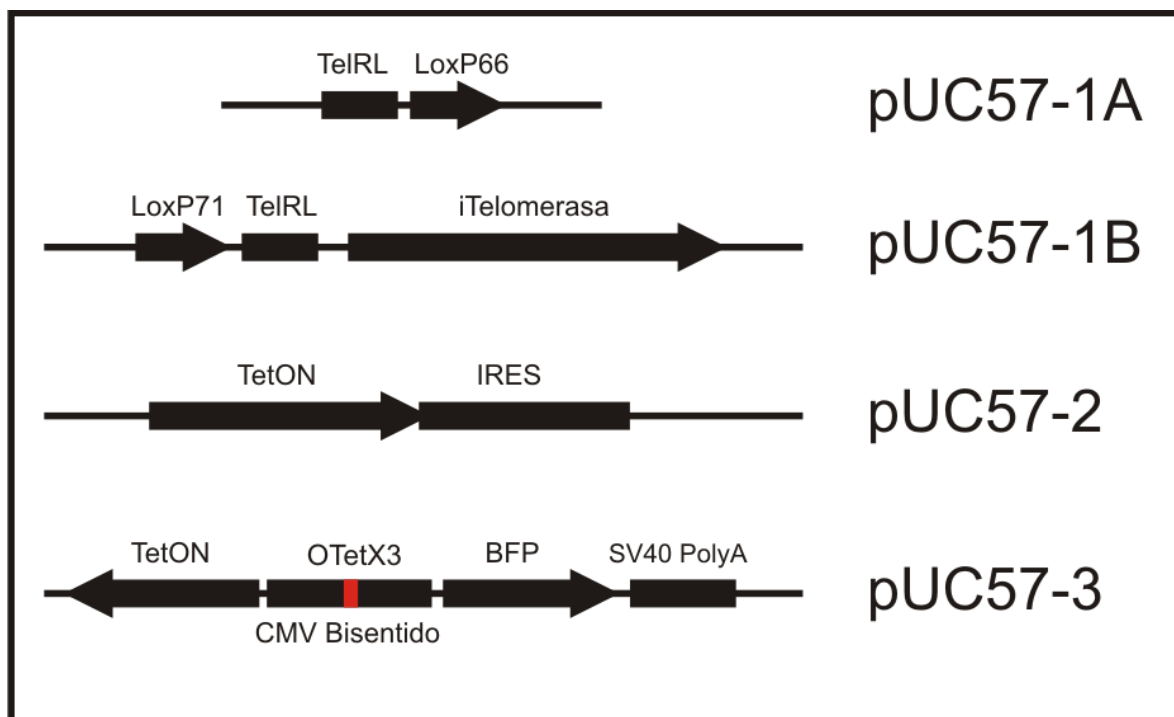 TelRL LoxP66
pUC57-1A
LoxP71 TelRL iTelomerasa
pUC57-1B
TetON IRES
pUC57-2
TetON OTetX3 BFP SV40 PolyA
pUC57-3
CMV Bisentido